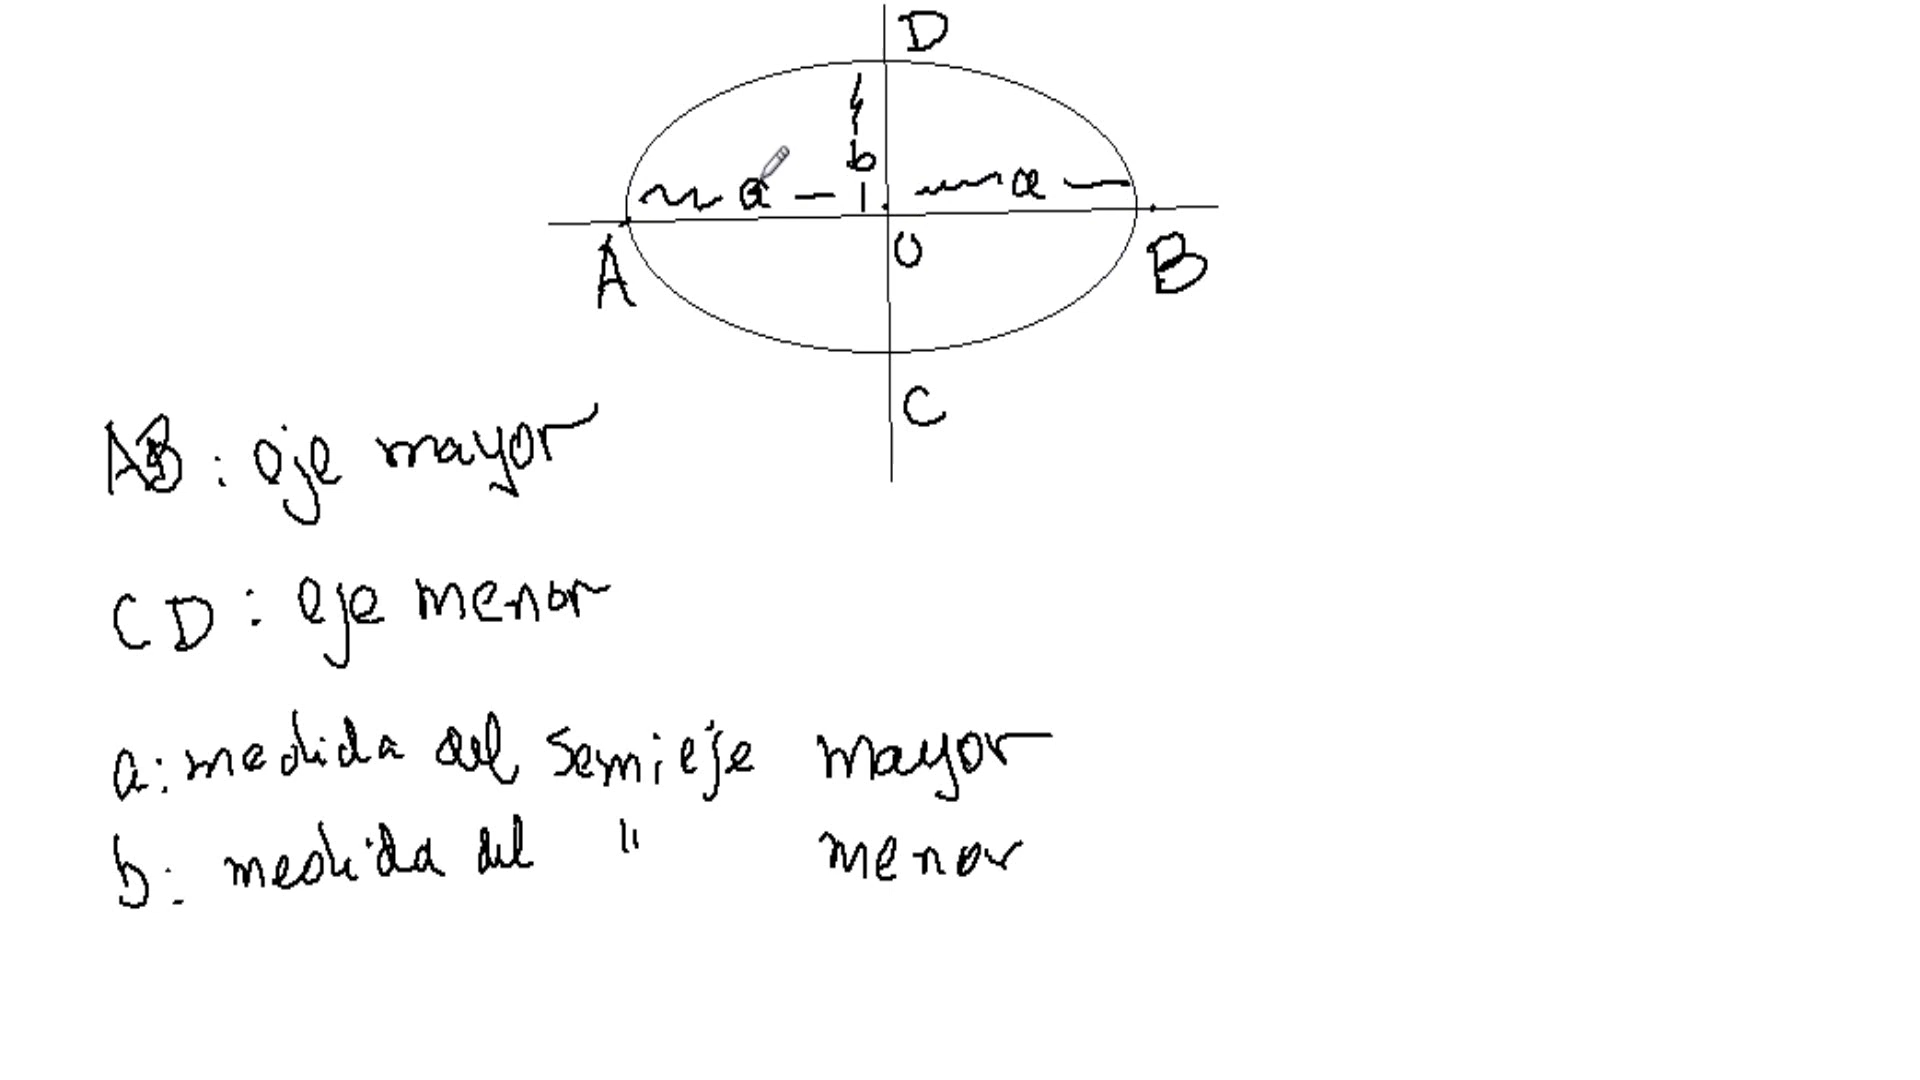 D
b
a a
A O B
C
AB: eje mayor
CD: eje menor
a: medida del semieje mayor
b: medida del " menor